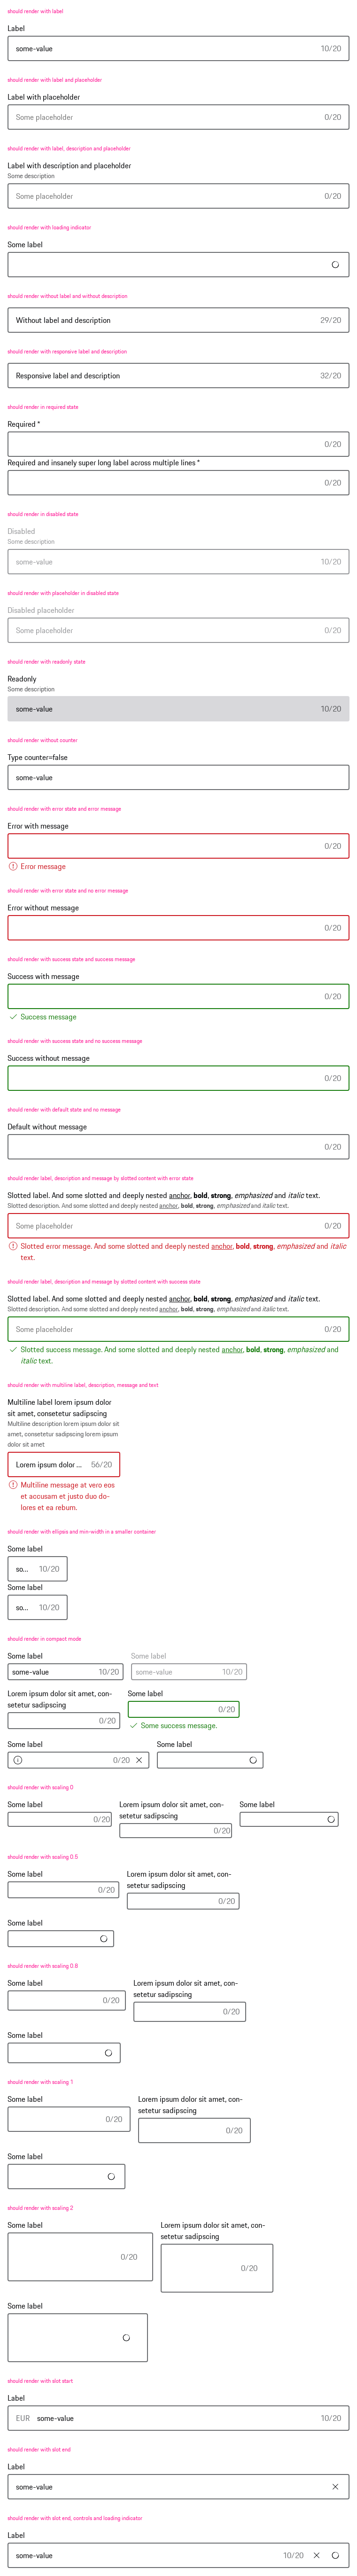 should render with label
Label
some-value 10/20
should render with label and placeholder
Label with placeholder
Some placeholder 0/20
should render with label, description and placeholder
Label with description and placeholder
Some description
Some placeholder 0/20
should render with loading indicator
Some label
should render without label and without description
Without label and description 29/20
should render with responsive label and description
Responsive label and description 32/20
should render in required state
Required *
0/20
Required and insanely super long label across multiple lines *
0/20
should render in disabled state
Disabled
Some description
some-value 10/20
should render with placeholder in disabled state
Disabled placeholder
Some placeholder 0/20
should render with readonly state
Readonly
Some description
some-value 10/20
should render without counter
Type counter=false
some-value
should render with error state and error message
Error with message
0/20
Error message
should render with error state and no error message
Error without message
0/20
should render with success state and success message
Success with message
0/20
Success message
should render with success state and no success message
Success without message
0/20
should render with default state and no message
Default without message
0/20
should render label, description and message by slotted content with error state
Slotted label. And some slotted and deeply nested anchor, bold, strong, emphasized and italic text.
Slotted description. And some slotted and deeply nested anchor, bold, strong, emphasized and italic text.
Some placeholder 0/20
Slotted error message. And some slotted and deeply nested anchor, bold, strong, emphasized and italic
text.
should render label, description and message by slotted content with success state
Slotted label. And some slotted and deeply nested anchor, bold, strong, emphasized and italic text.
Slotted description. And some slotted and deeply nested anchor, bold, strong, emphasized and italic text.
Some placeholder 0/20
Slotted success message. And some slotted and deeply nested anchor, bold, strong, emphasized and
italic text.
should render with multiline label, description, message and text
Multiline label lorem ipsum dolor
sit amet, consetetur sadipscing
Multiline description lorem ipsum dolor sit
amet, consetetur sadipscing lorem ipsum
dolor sit amet
Lorem ipsum dolor ... 56/20
Multiline message at vero eos
et accusam et justo duo do-
lores et ea rebum.
should render with ellipsis and min-width in a smaller container
Some label
so... 10/20
Some label
so... 10/20
should render in compact mode
Some label Some label
some-value 10/20 some-value 10/20
Lorem ipsum dolor sit amet, con-
setetur sadipscing
0/20
Some label
0/20
Some success message.
Some label Some label
0/20
should render with scaling 0
Some label
0/20
Lorem ipsum dolor sit amet, con-
setetur sadipscing
0/20
Some label
should render with scaling 0.5
Some label
0/20
Lorem ipsum dolor sit amet, con-
setetur sadipscing
0/20
Some label
should render with scaling 0.8
Some label
0/20
Lorem ipsum dolor sit amet, con-
setetur sadipscing
0/20
Some label
should render with scaling 1
Some label
0/20
Lorem ipsum dolor sit amet, con-
setetur sadipscing
0/20
Some label
should render with scaling 2
Some label
0/20
Lorem ipsum dolor sit amet, con-
setetur sadipscing
0/20
Some label
should render with slot start
Label
EUR some-value 10/20
should render with slot end
Label
some-value
should render with slot end, controls and loading indicator
Label
some-value 10/20